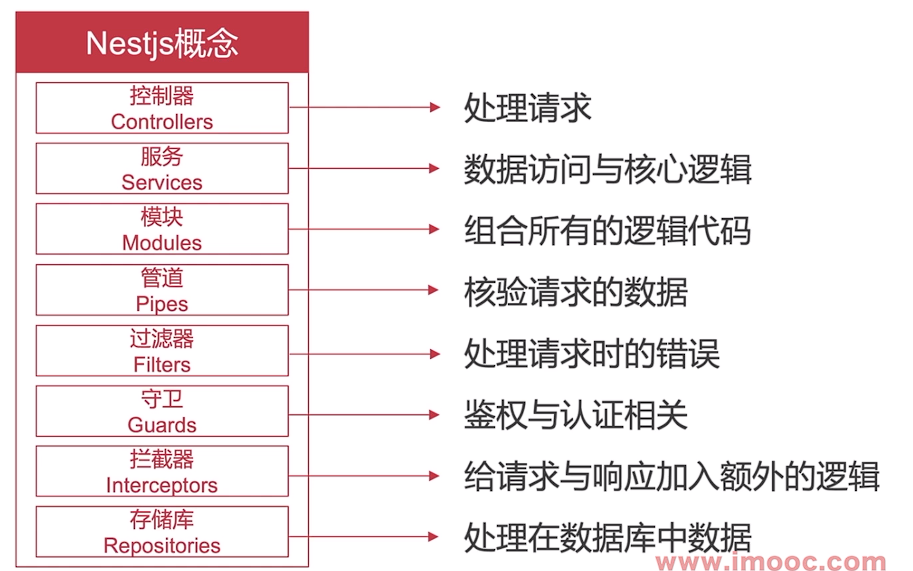 Nestjs概念
控制器
Controllers
处理请求
服务
Services
数据访问与核心逻辑
模块
Modules
组合所有的逻辑代码
管道
Pipes
核验请求的数据
过滤器
Filters
处理请求时的错误
守卫
Guards
鉴权与认证相关
拦截器
Interceptors
给请求与响应加入额外的逻辑
存储库
Repositories
处理在数据库中数据
www.imooc.com